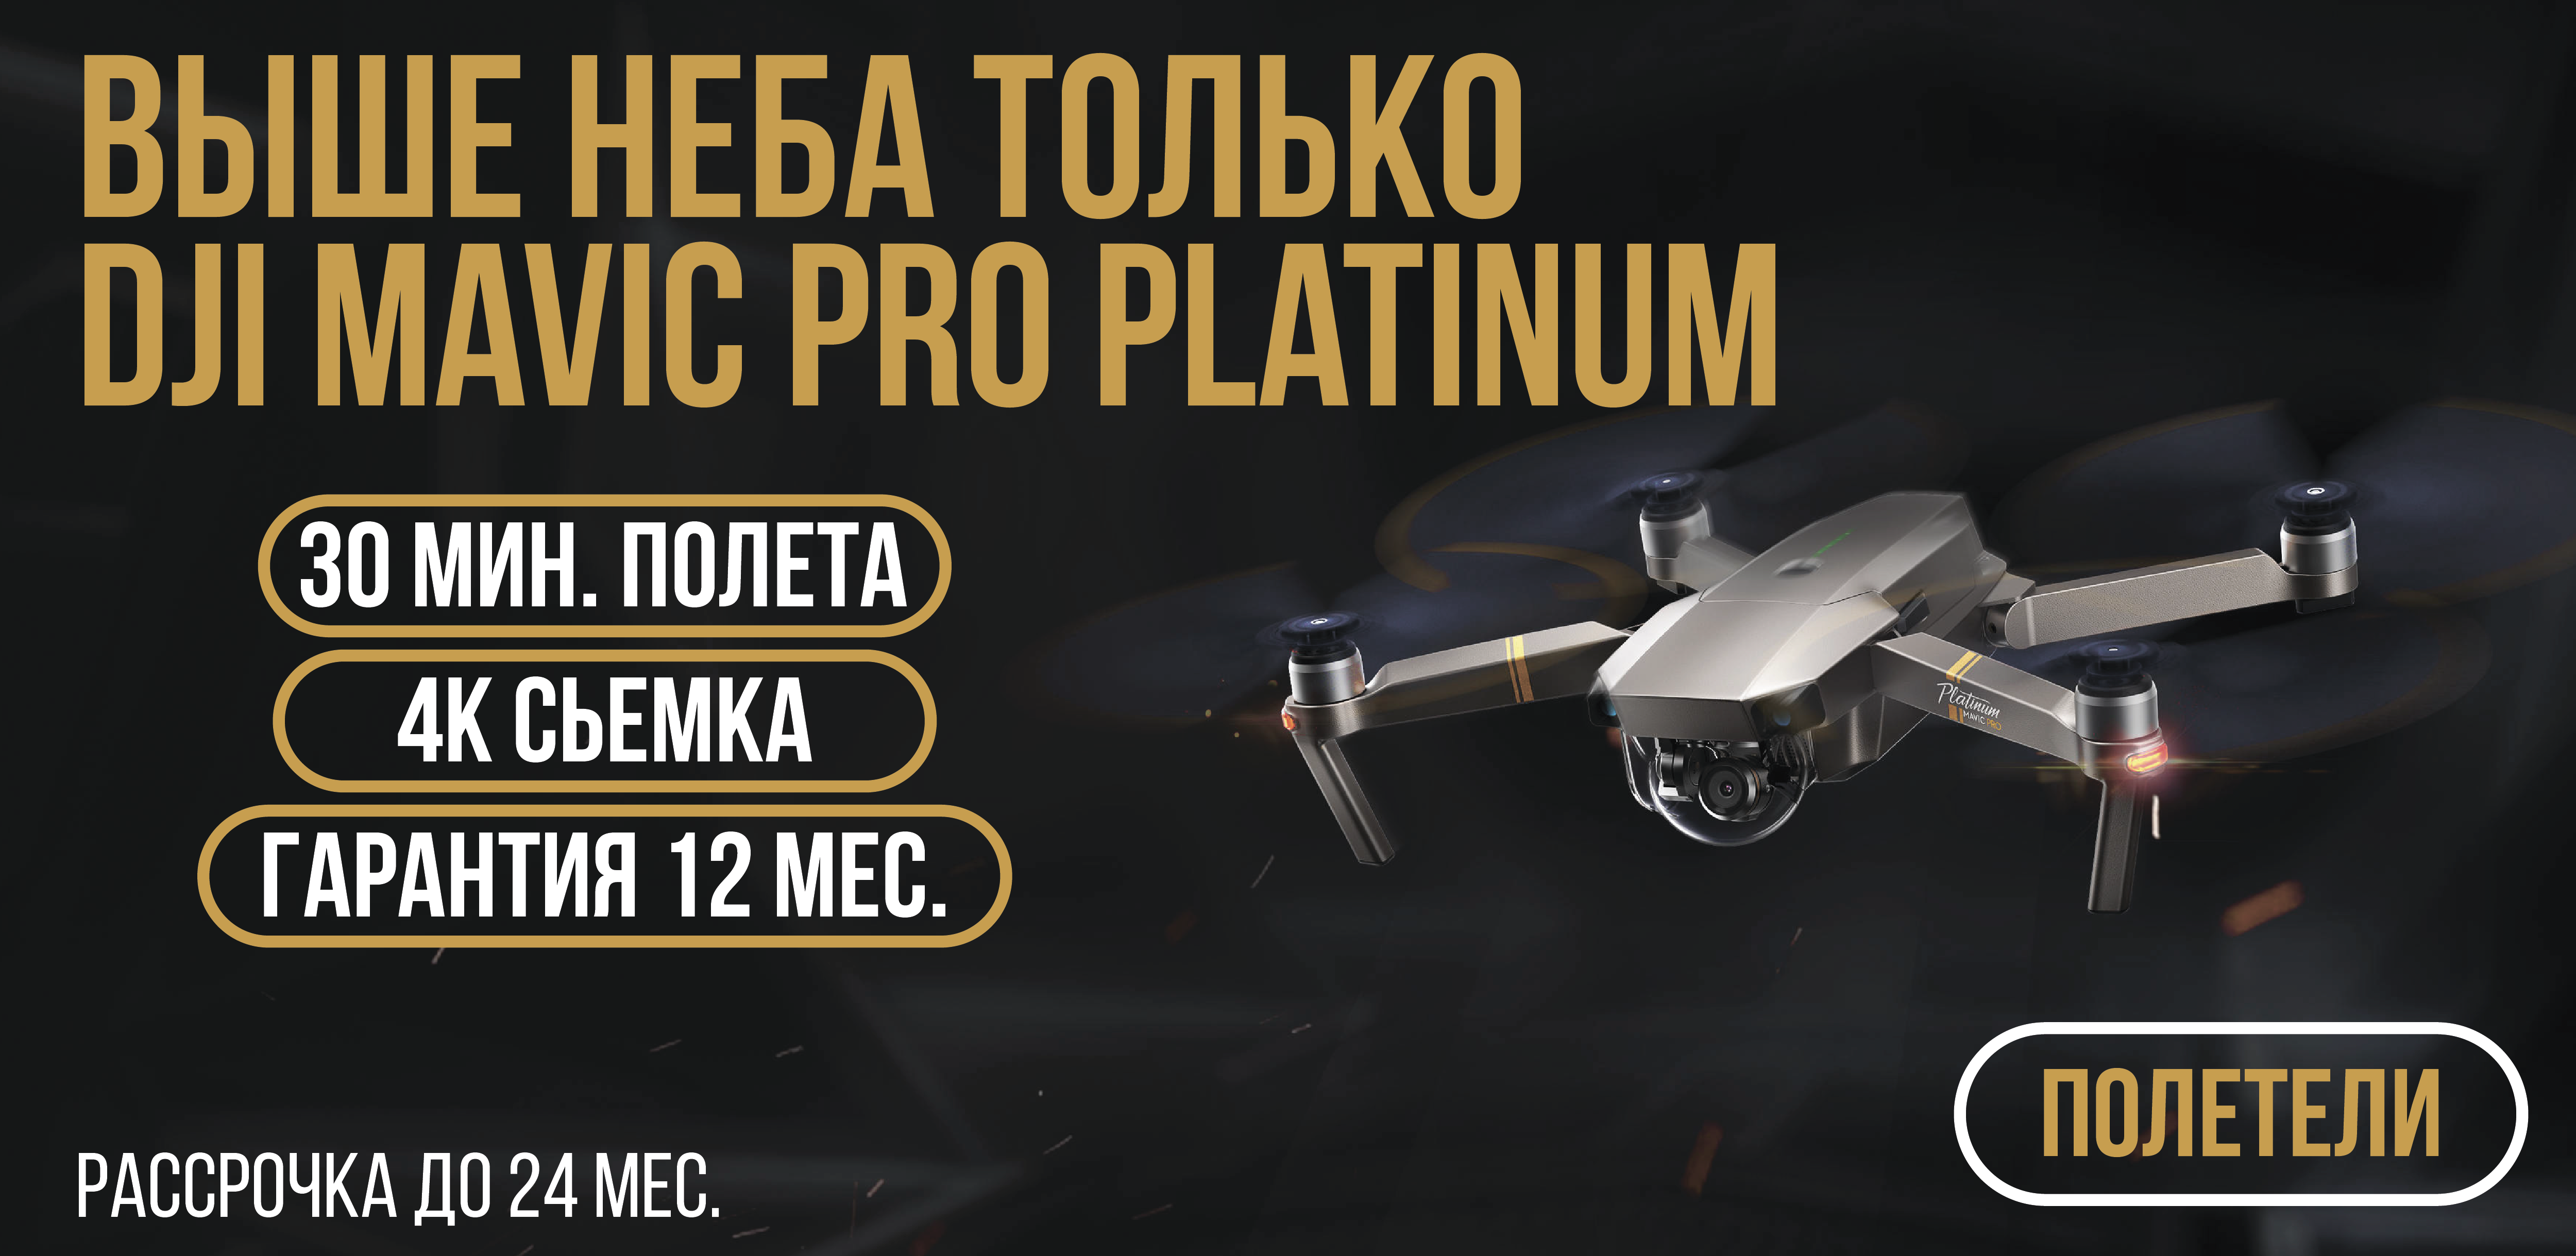 ВЫШЕ НЕБА ТОЛЬКО
DJI MAVIC PRO PLATINUM
30 МИН. ПОЛЕТА
4К СЬЕМКА
ГАРАНТИЯ 12 МЕС.
Platinum
MAVIC PRO
РАССРОЧКА ДО 24 МЕС.
ПОЛЕТЕЛИ